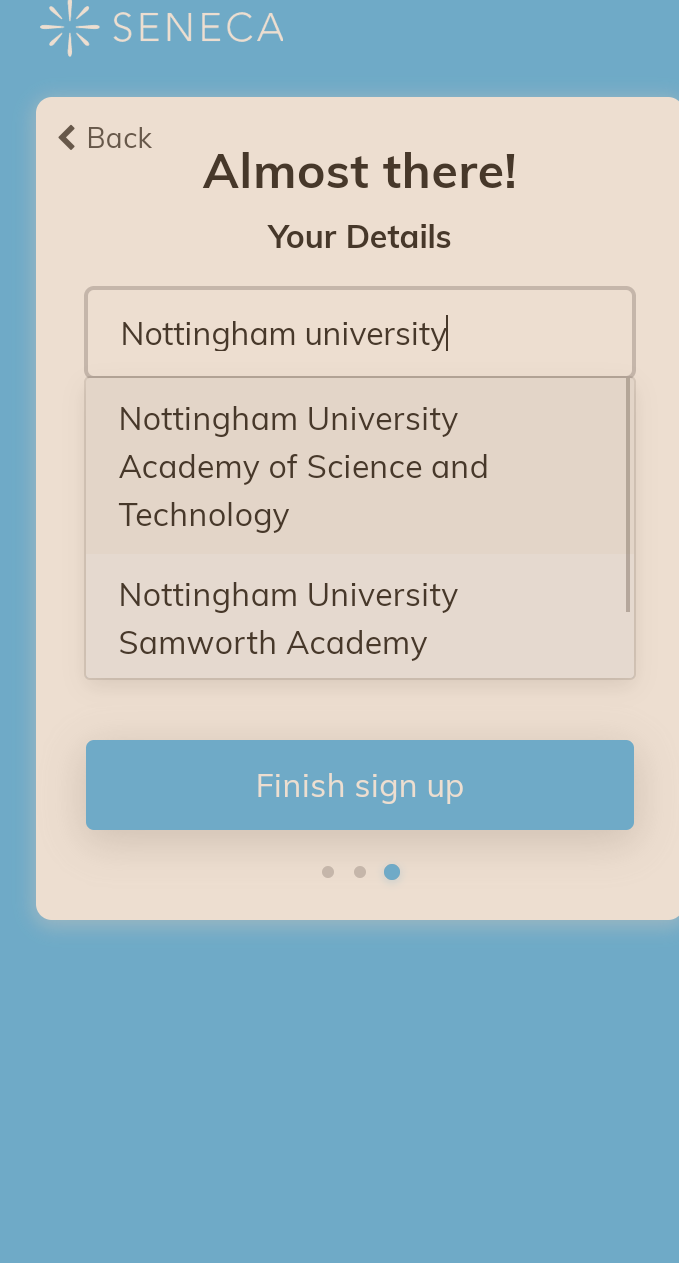 SENECA
Back
Almost there!
Your Details
Nottingham university
Nottingham University
Academy of Science and
Technology
Nottingham University
Samworth Academy
Finish sign up